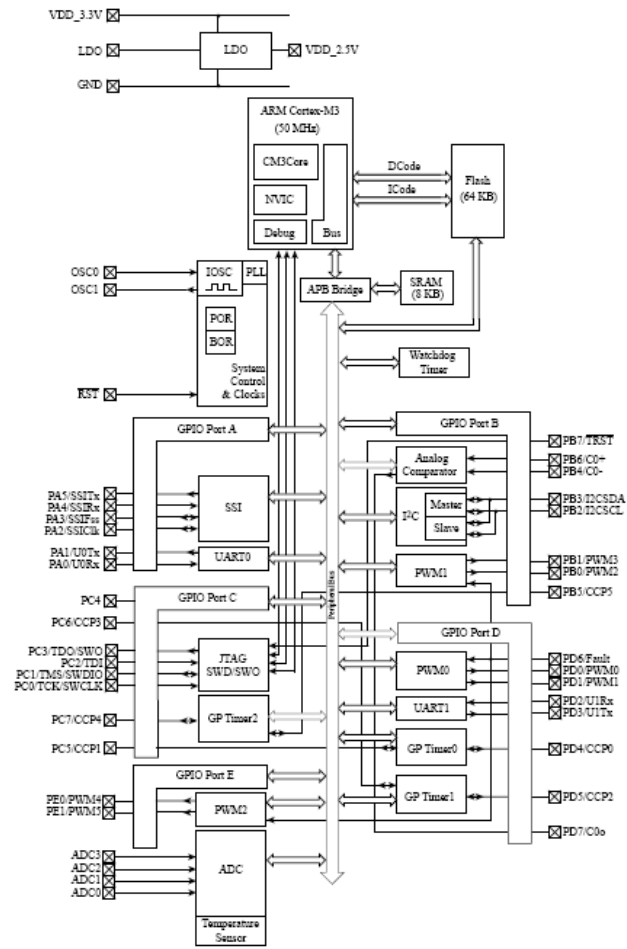 VDD_3.3V
LDO
LDO
VDD_2.5V
GND
ARM Cortex-M3
(50 MHz)
CM3Core
NVIC
Debug
Bus
DCode
ICode
Flash
(64 KB)
OSC0
OSC1
IOSC
PLL
POR
BOR
System
Control
& Clocks
RST
APB Bridge
SRAM
(8 KB)
Watchdog
Timer
GPIO Port A
PA5/SSITx
PA4/SSIRx
PA3/SSIFss
PA2/SSIClk
SSI
PA1/U0Tx
PA0/U0Rx
UART0
GPIO Port B
PB7/TRST
PB6/C0+
PB4/C0-
Analog
Comparator
PB3/I2CSDA
PB2/I2CSCL
I²C
Master
Slave
PWM1
PB1/PWM3
PB0/PWM2
PB5/CCP5
Peripheral Bus
PC4
GPIO Port C
PC6/CCP3
PC3/TDO/SWO
PC2/TDI
PC1/TMS/SWDIO
PC0/TCK/SWCLK
JTAG
SWD/SWO
PC7/CCP4
GP Timer2
PC5/CCP1
GPIO Port D
PWM0
PD6/Fault
PD0/PWM0
PD1/PWM1
UART1
PD2/U1Rx
PD3/U1Tx
GP Timer0
PD4/CCP0
GP Timer1
PD5/CCP2
PD7/C0o
GPIO Port E
PE0/PWM4
PE1/PWM5
PWM2
ADC3
ADC2
ADC1
ADC0
ADC
Temperature
Sensor